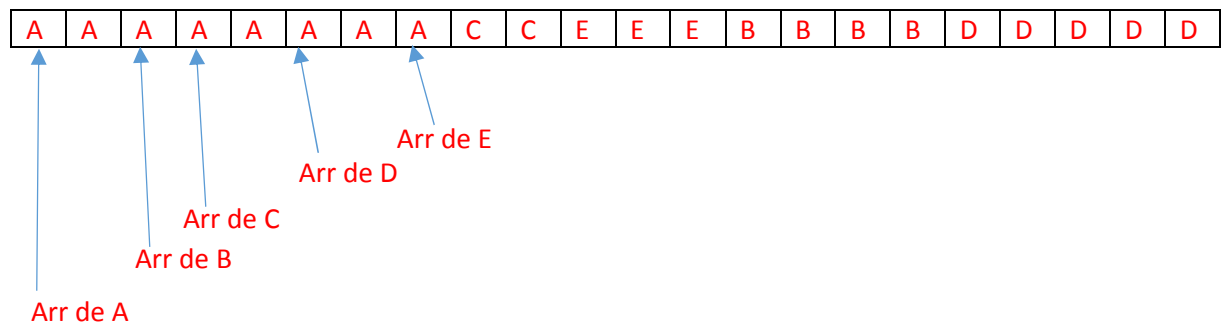 A A A A A A A A C C E E E B B B B D D D D D
Arr de E
Arr de D
Arr de C
Arr de B
Arr de A